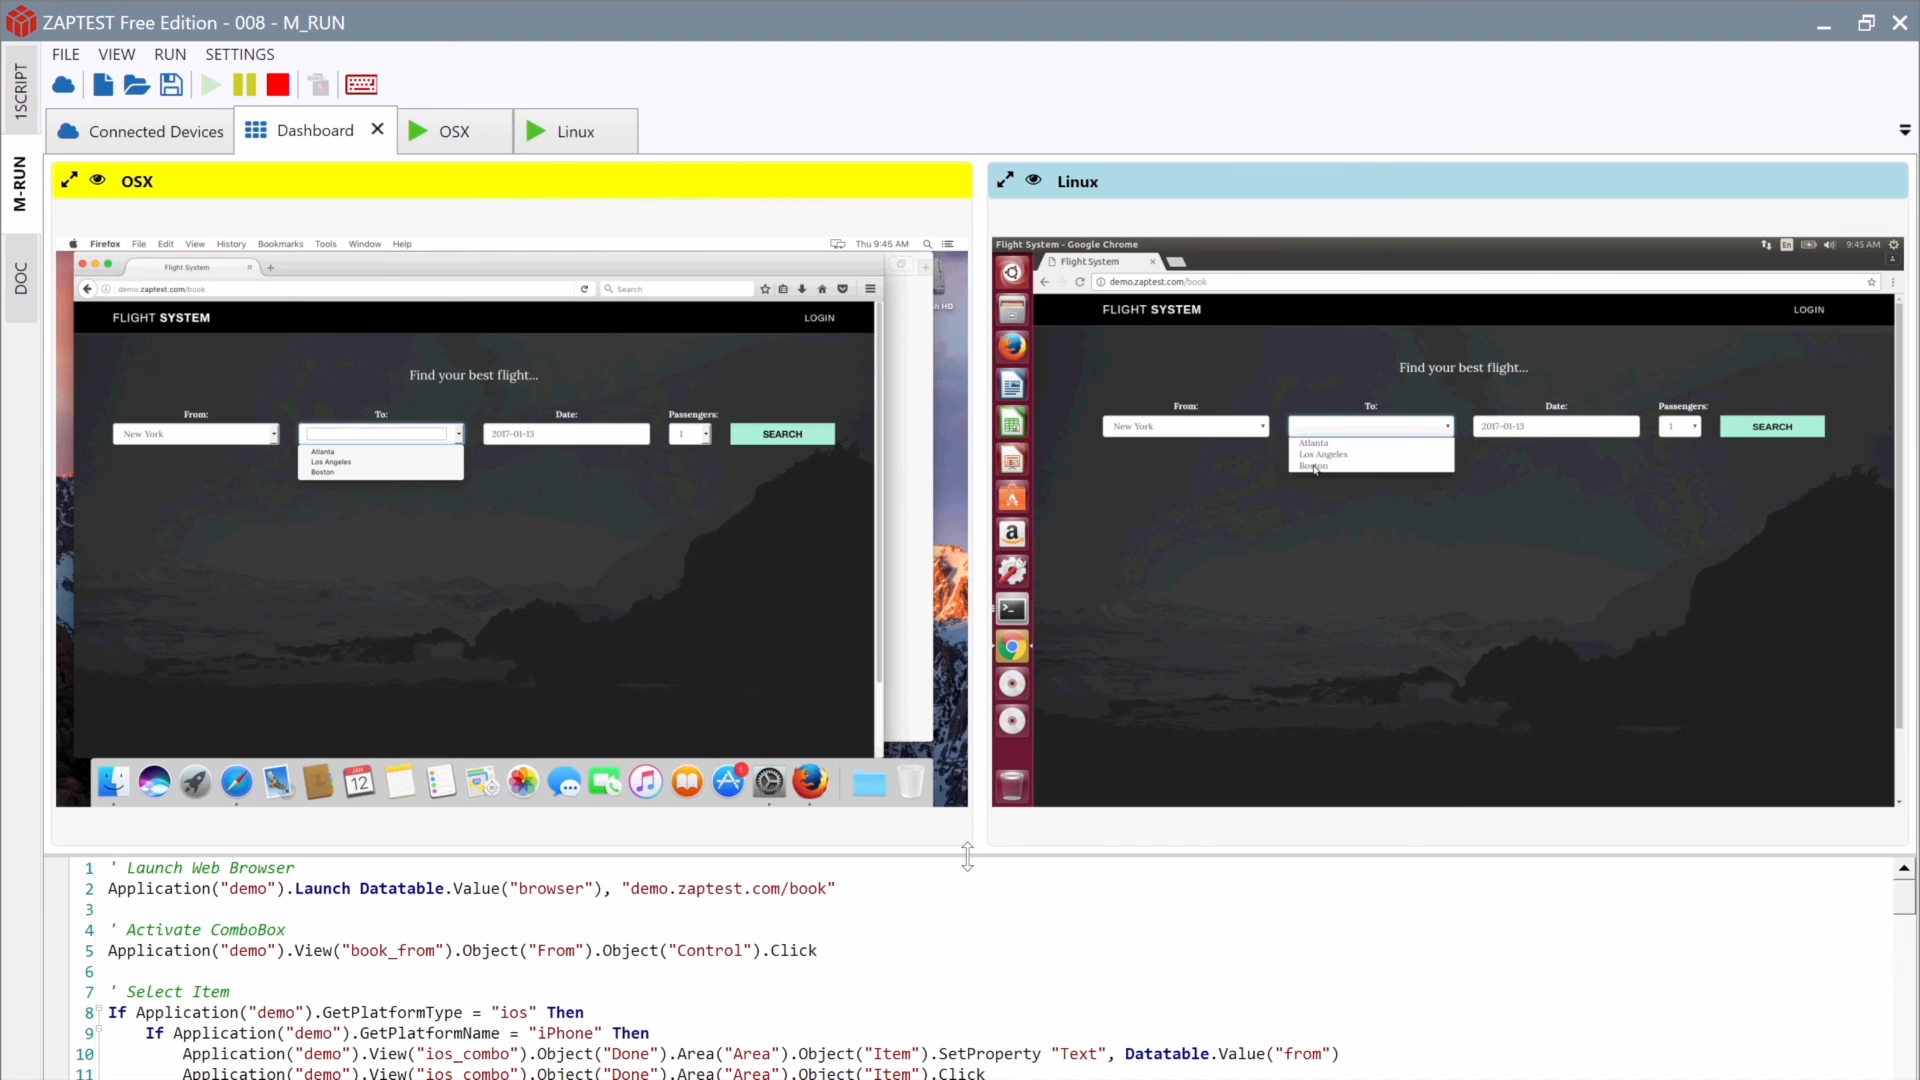 ZAPTEST Free Edition - 008 - M_RUN
FILE VIEW RUN SETTINGS
1SCRIPT
M-RUN
DOC
Connected Devices Dashboard OSX Linux
OSX
Firefox File Edit View History Bookmarks Tools Window Help Thu 9:45 AM
Flight System
demo.zaptest.com/book Search
FLIGHT SYSTEM LOGIN
Find your best flight...
From: To: Date: Passengers:
New York 2017-01-13 1 SEARCH
Atlanta
Los Angeles
Boston
JAN
12
1
Linux
Flight System - Google Chrome En 9:45 AM
Flight System
demo.zaptest.com/book
FLIGHT SYSTEM LOGIN
Find your best flight...
From: To: Date: Passengers:
New York 2017-01-13 1 SEARCH
Atlanta
Los Angeles
Boston
1 ' Launch Web Browser
2 Application("demo").Launch Datatable.Value("browser"), "demo.zaptest.com/book"
3
4 ' Activate ComboBox
5 Application("demo").View("book_from").Object("From").Object("Control").Click
6
7 ' Select Item
8 If Application("demo").GetPlatformType = "ios" Then
9 If Application("demo").GetPlatformName = "iPhone" Then
10 Application("demo").View("ios_combo").Object("Done").Area("Area").Object("Item").SetProperty "Text", Datatable.Value("from")
11 Application("demo").View("ios_combo").Object("Done").Area("Area").Object("Item").Click